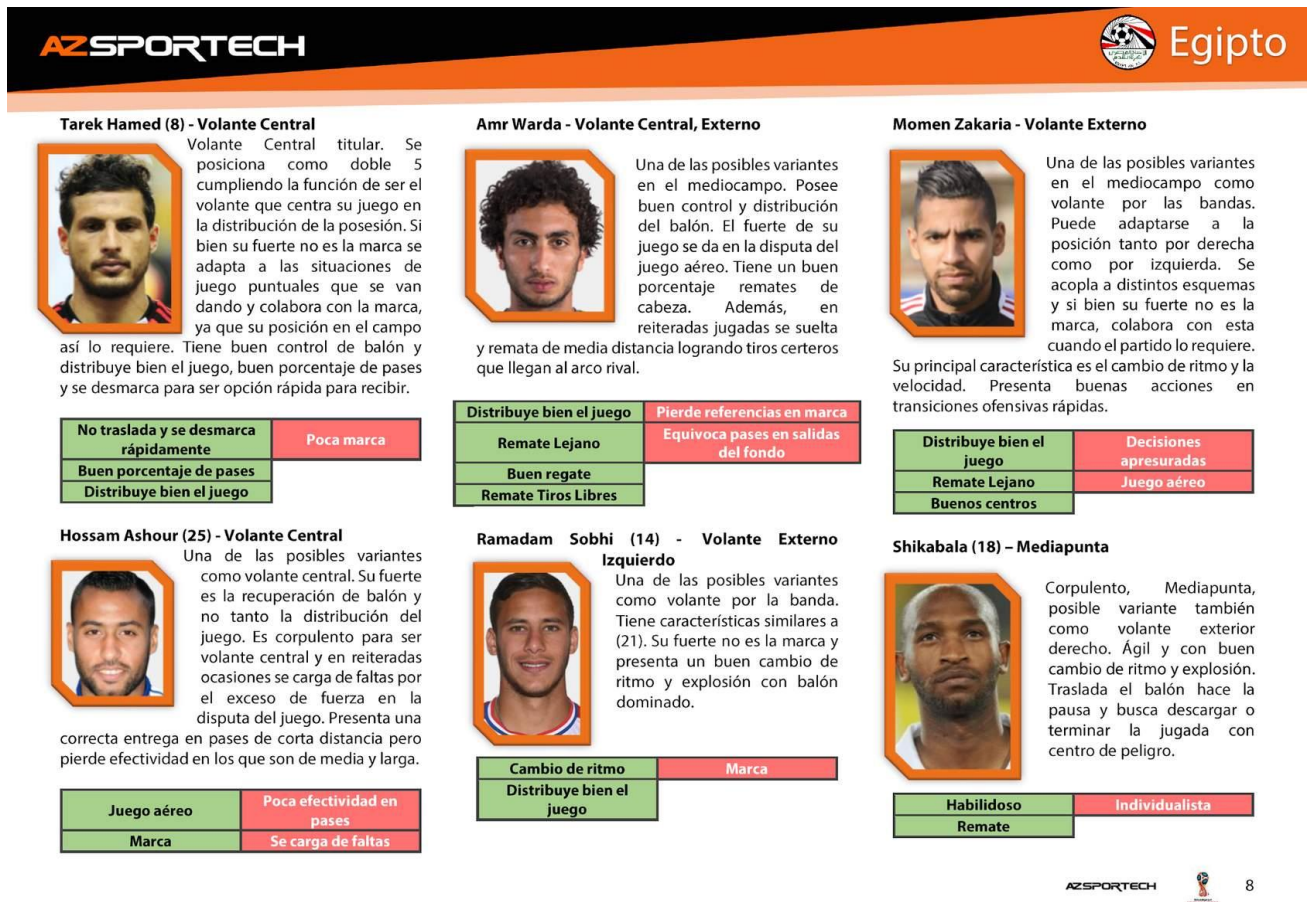 AZSPORTECH
Egipto
Tarek Hamed (8) - Volante Central
Volante Central titular. Se
posiciona como doble 5
cumpliendo la función de ser el
volante que centra su juego en
la distribución de la posesión. Si
bien su fuerte no es la marca se
adapta a las situaciones de
juego puntuales que se van
dando y colabora con la marca,
ya que su posición en el campo
así lo requiere. Tiene buen control de balón y
distribuye bien el juego, buen porcentaje de pases
y se desmarca para ser opción rápida para recibir.
No traslada y se desmarca
rápidamente
Poca marca
Buen porcentaje de pases
Distribuye bien el juego
Hossam Ashour (25) - Volante Central
Una de las posibles variantes
como volante central. Su fuerte
es la recuperación de balón y
no tanto la distribución del
juego. Es corpulento para ser
volante central y en reiteradas
ocasiones se carga de faltas por
el exceso de fuerza en la
disputa del juego. Presenta una
correcta entrega en pases de corta distancia pero
pierde efectividad en los que son de media y larga.
Juego aéreo
Poca efectividad en
pases
Marca
Se carga de faltas
Amr Warda - Volante Central, Externo
Una de las posibles variantes
en el mediocampo. Posee
buen control y distribución
del balón. El fuerte de su
juego se da en la disputa del
juego aéreo. Tiene un buen
porcentaje remates de
cabeza. Además, en
reiteradas jugadas se suelta
y remata de media distancia logrando tiros certeros
que llegan al arco rival.
Distribuye bien el juego
Pierde referencias en marca
Remate Lejano
Equivoca pases en salidas
del fondo
Buen regate
Remate Tiros Libres
Ramadam Sobhi (14) - Volante Externo
Izquierdo
Una de las posibles variantes
como volante por la banda.
Tiene características similares a
(21). Su fuerte no es la marca y
presenta un buen cambio de
ritmo y explosión con balón
dominado.
Cambio de ritmo
Marca
Distribuye bien el
juego
Momen Zakaria - Volante Externo
Una de las posibles variantes
en el mediocampo como
volante por las bandas.
Puede adaptarse a la
posición tanto por derecha
como por izquierda. Se
acopla a distintos esquemas
y si bien su fuerte no es la
marca, colabora con esta
cuando el partido lo requiere.
Su principal característica es el cambio de ritmo y la
velocidad. Presenta buenas acciones en
transiciones ofensivas rápidas.
Distribuye bien el
juego
Decisiones
apresuradas
Remate Lejano
Juego aéreo
Buenos centros
Shikabala (18) – Mediapunta
Corpulento, Mediapunta,
posible variante también
como volante exterior
derecho. Ágil y con buen
cambio de ritmo y explosión.
Traslada el balón hace la
pausa y busca descargar o
terminar la jugada con
centro de peligro.
Habilidoso
Individualista
Remate
AZSPORTECH
8